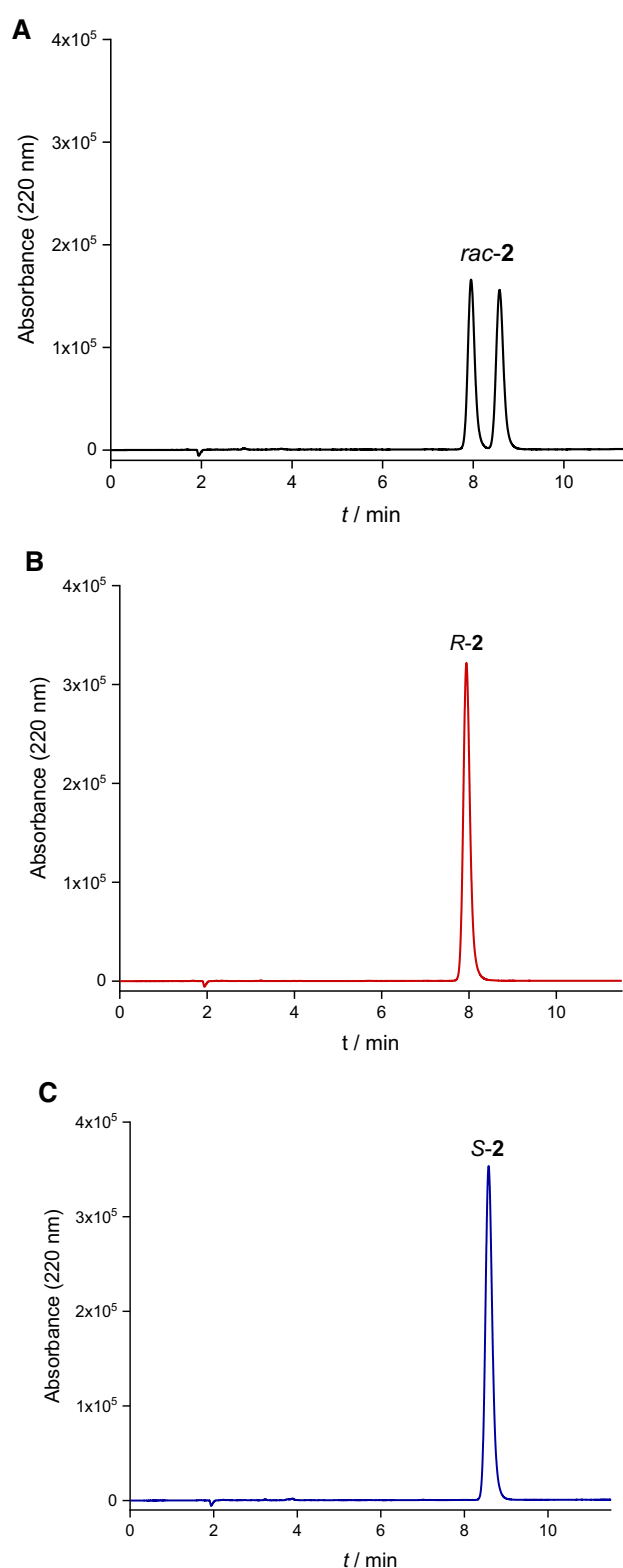 A
4x10⁵
3x10⁵
2x10⁵
1x10⁵
0
Absorbance (220 nm)
rac-2
0 2 4 6 8 10
t / min
B
4x10⁵
3x10⁵
2x10⁵
1x10⁵
0
Absorbance (220 nm)
R-2
0 2 4 6 8 10
t / min
C
4x10⁵
3x10⁵
2x10⁵
1x10⁵
0
Absorbance (220 nm)
S-2
0 2 4 6 8 10
t / min